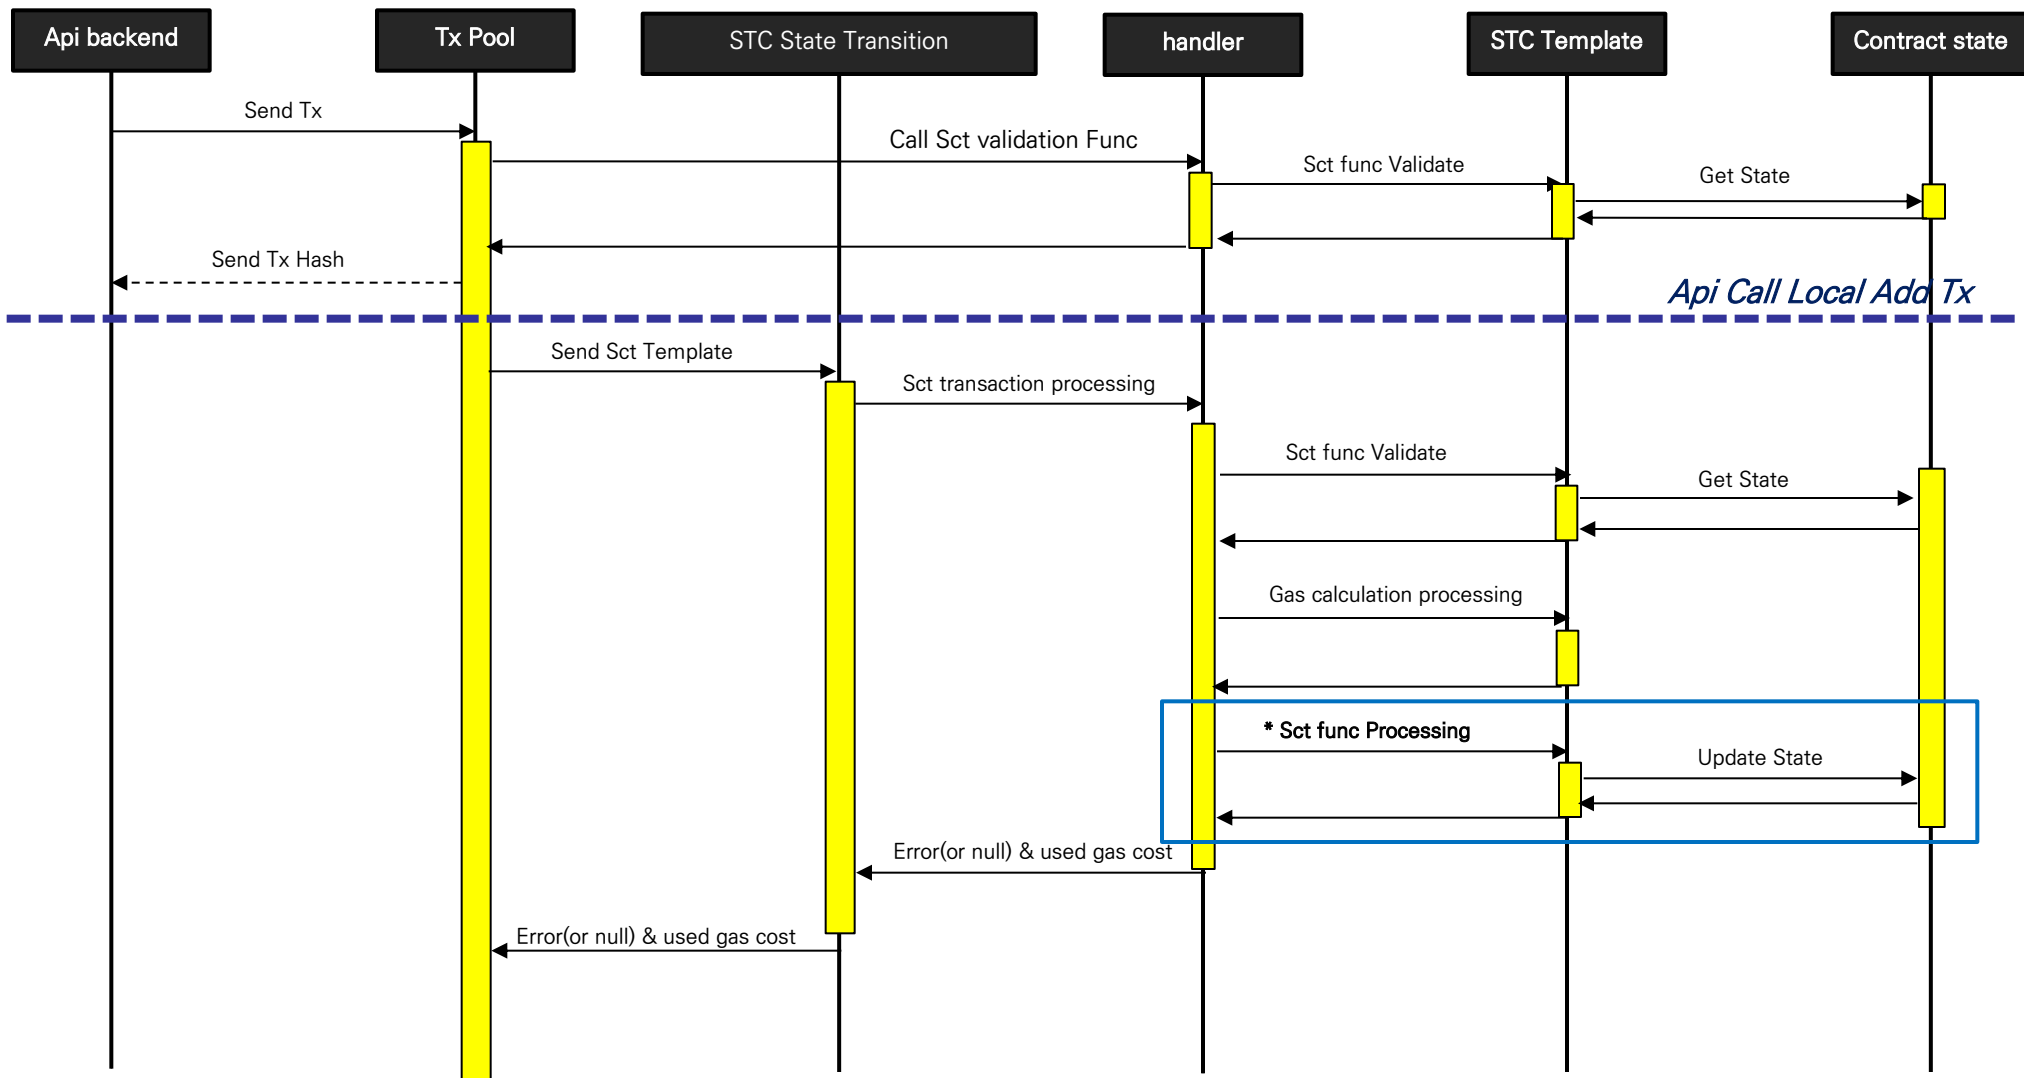 Api backend
Tx Pool
STC State Transition
handler
STC Template
Contract state
Send Tx
Call Sct validation Func
Sct func Validate
Get State
Send Tx Hash
Api Call Local Add Tx
Send Sct Template
Sct transaction processing
Sct func Validate
Get State
Gas calculation processing
* Sct func Processing
Update State
Error(or null) & used gas cost
Error(or null) & used gas cost